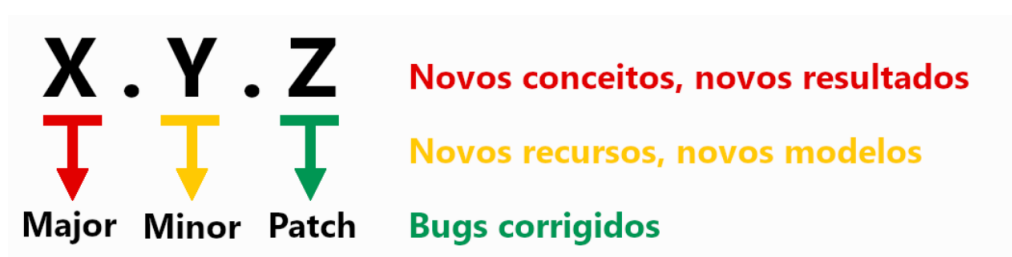 X . Y . Z
Novos conceitos, novos resultados
Novos recursos, novos modelos
Major Minor Patch
Bugs corrigidos